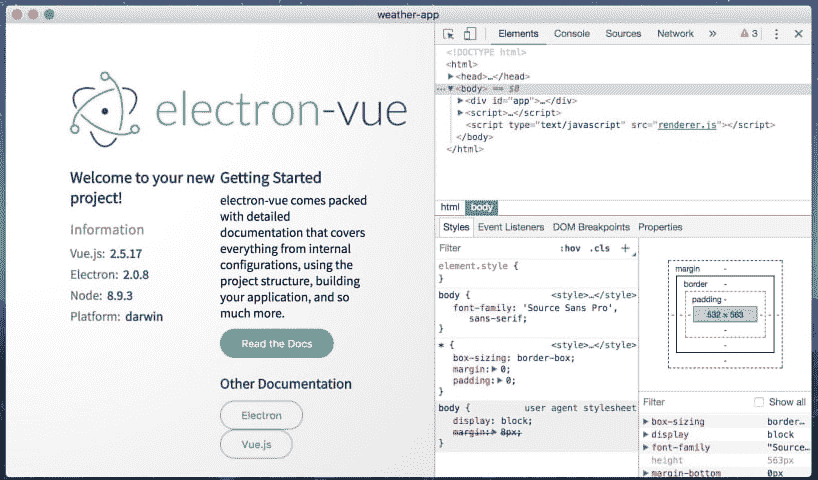 weather-app
electron-vue
Welcome to your new
project!
Information
Vue.js: 2.5.17
Electron: 2.0.8
Node: 8.9.3
Platform: darwin
Getting Started
electron-vue comes packed
with detailed
documentation that covers
everything from internal
configurations, using the
project structure, building
your application, and so
much more.
Read the Docs
Other Documentation
Electron
Vue.js
Elements Console Sources Network » 3
<!DOCTYPE html>
<html>
<head>…</head>
<body> == $0
<div id="app">…</div>
<script>…</script>
<script type="text/javascript" src="renderer.js"></script>
</body>
</html>
html body
Styles Event Listeners DOM Breakpoints Properties
Filter :hov .cls +
element.style {
}
body { <style>…</style>
font-family: 'Source Sans Pro',
sans-serif;
}
* { <style>…</style>
box-sizing: border-box;
margin: 0;
padding: 0;
}
body { user agent stylesheet
display: block;
margin: 8px;
}
margin -
border -
padding -
- - - 532 × 563 - - -
-
-
-
Filter Show all
box-sizing border…
display block
font-family "Source…
height 563px
margin-bottom 0px